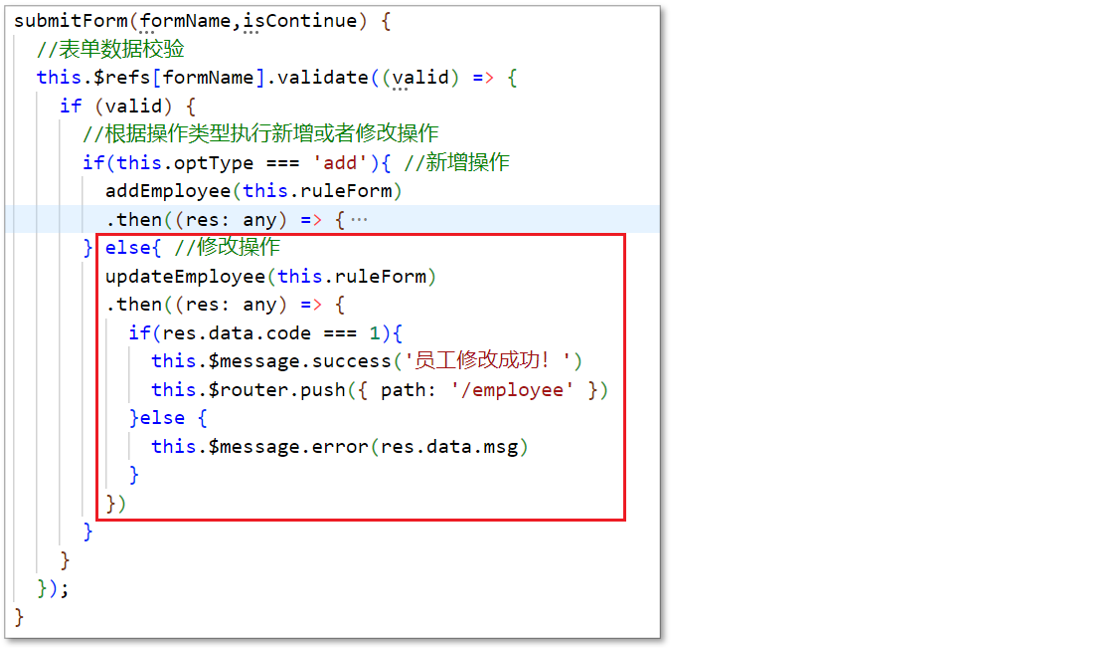 submitForm(formName,isContinue) {
//表单数据校验
this.$refs[formName].validate((valid) => {
if (valid) {
//根据操作类型执行新增或者修改操作
if(this.optType === 'add'){ //新增操作
addEmployee(this.ruleForm)
.then((res: any) => {⋯
} else{ //修改操作
updateEmployee(this.ruleForm)
.then((res: any) => {
if(res.data.code === 1){
this.$message.success('员工修改成功！')
this.$router.push({ path: '/employee' })
}else {
this.$message.error(res.data.msg)
}
})
}
}
});
}